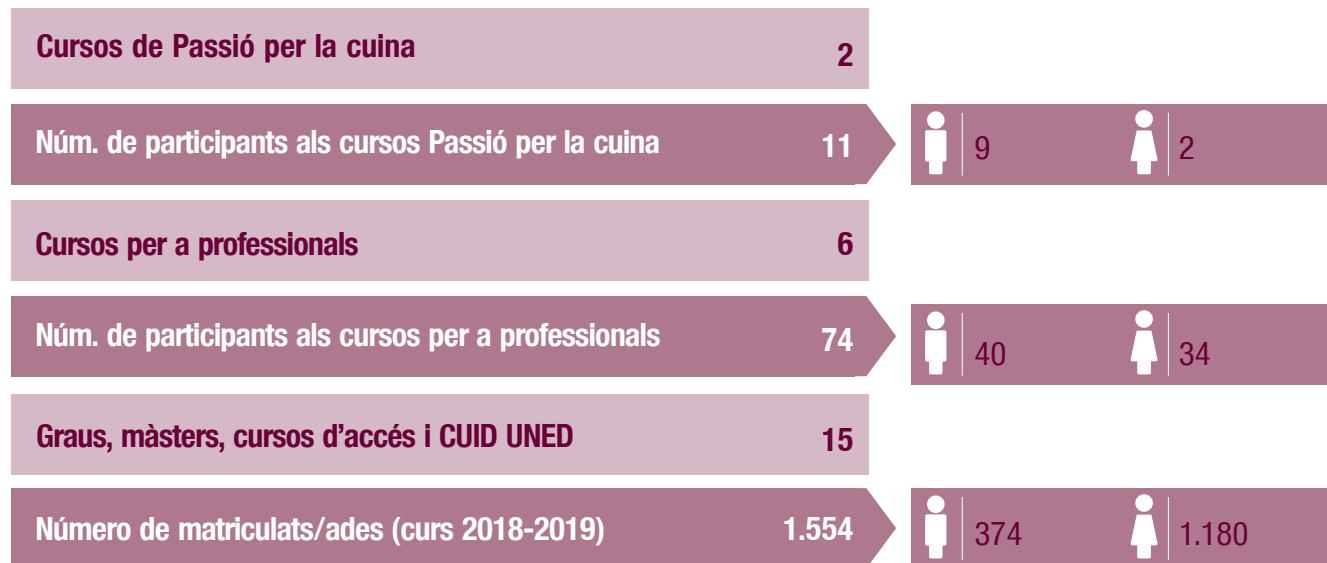 Cursos de Passió per la cuina 2
Núm. de participants als cursos Passió per la cuina 11 9 2
Cursos per a professionals 6
Núm. de participants als cursos per a professionals 74 40 34
Graus, màsters, cursos d’accés i CUID UNED 15
Número de matriculats/ades (curs 2018-2019) 1.554 374 1.180